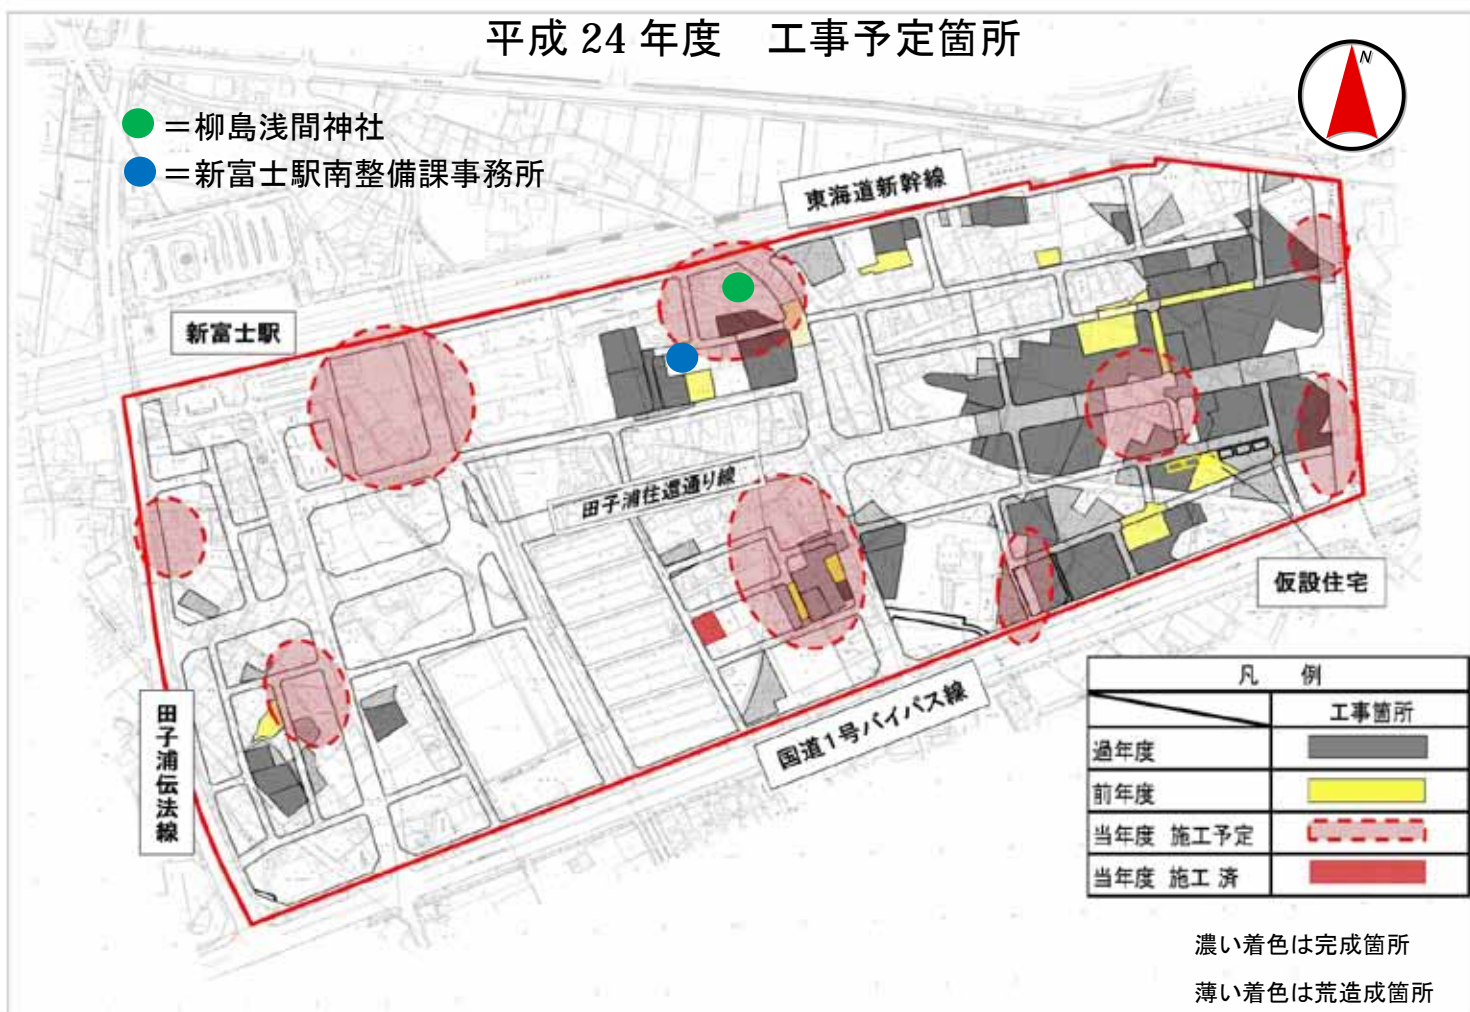 平成 24 年度　工事予定箇所
N
＝柳島浅間神社
＝新富士駅南整備課事務所
東海道新幹線
新富士駅
田子浦往還通り線
仮設住宅
田子浦伝法線
国道1号バイパス線
凡　例
工事箇所
過年度
前年度
当年度 施工予定
当年度 施工 済
濃い着色は完成箇所
薄い着色は荒造成箇所